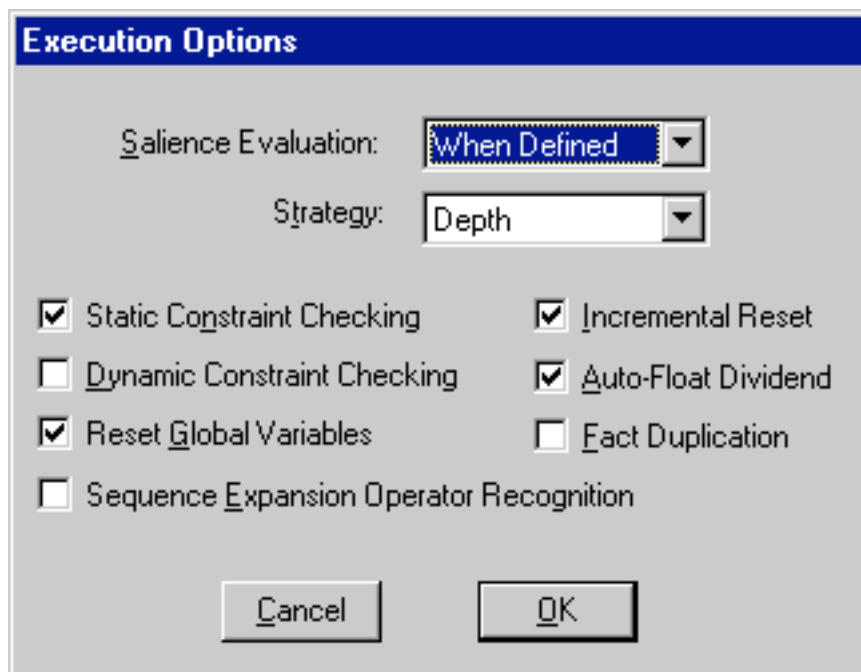 Execution Options
Salience Evaluation: When Defined
Strategy: Depth
Static Constraint Checking
Incremental Reset
Dynamic Constraint Checking
Auto-Float Dividend
Reset Global Variables
Fact Duplication
Sequence Expansion Operator Recognition
Cancel
OK